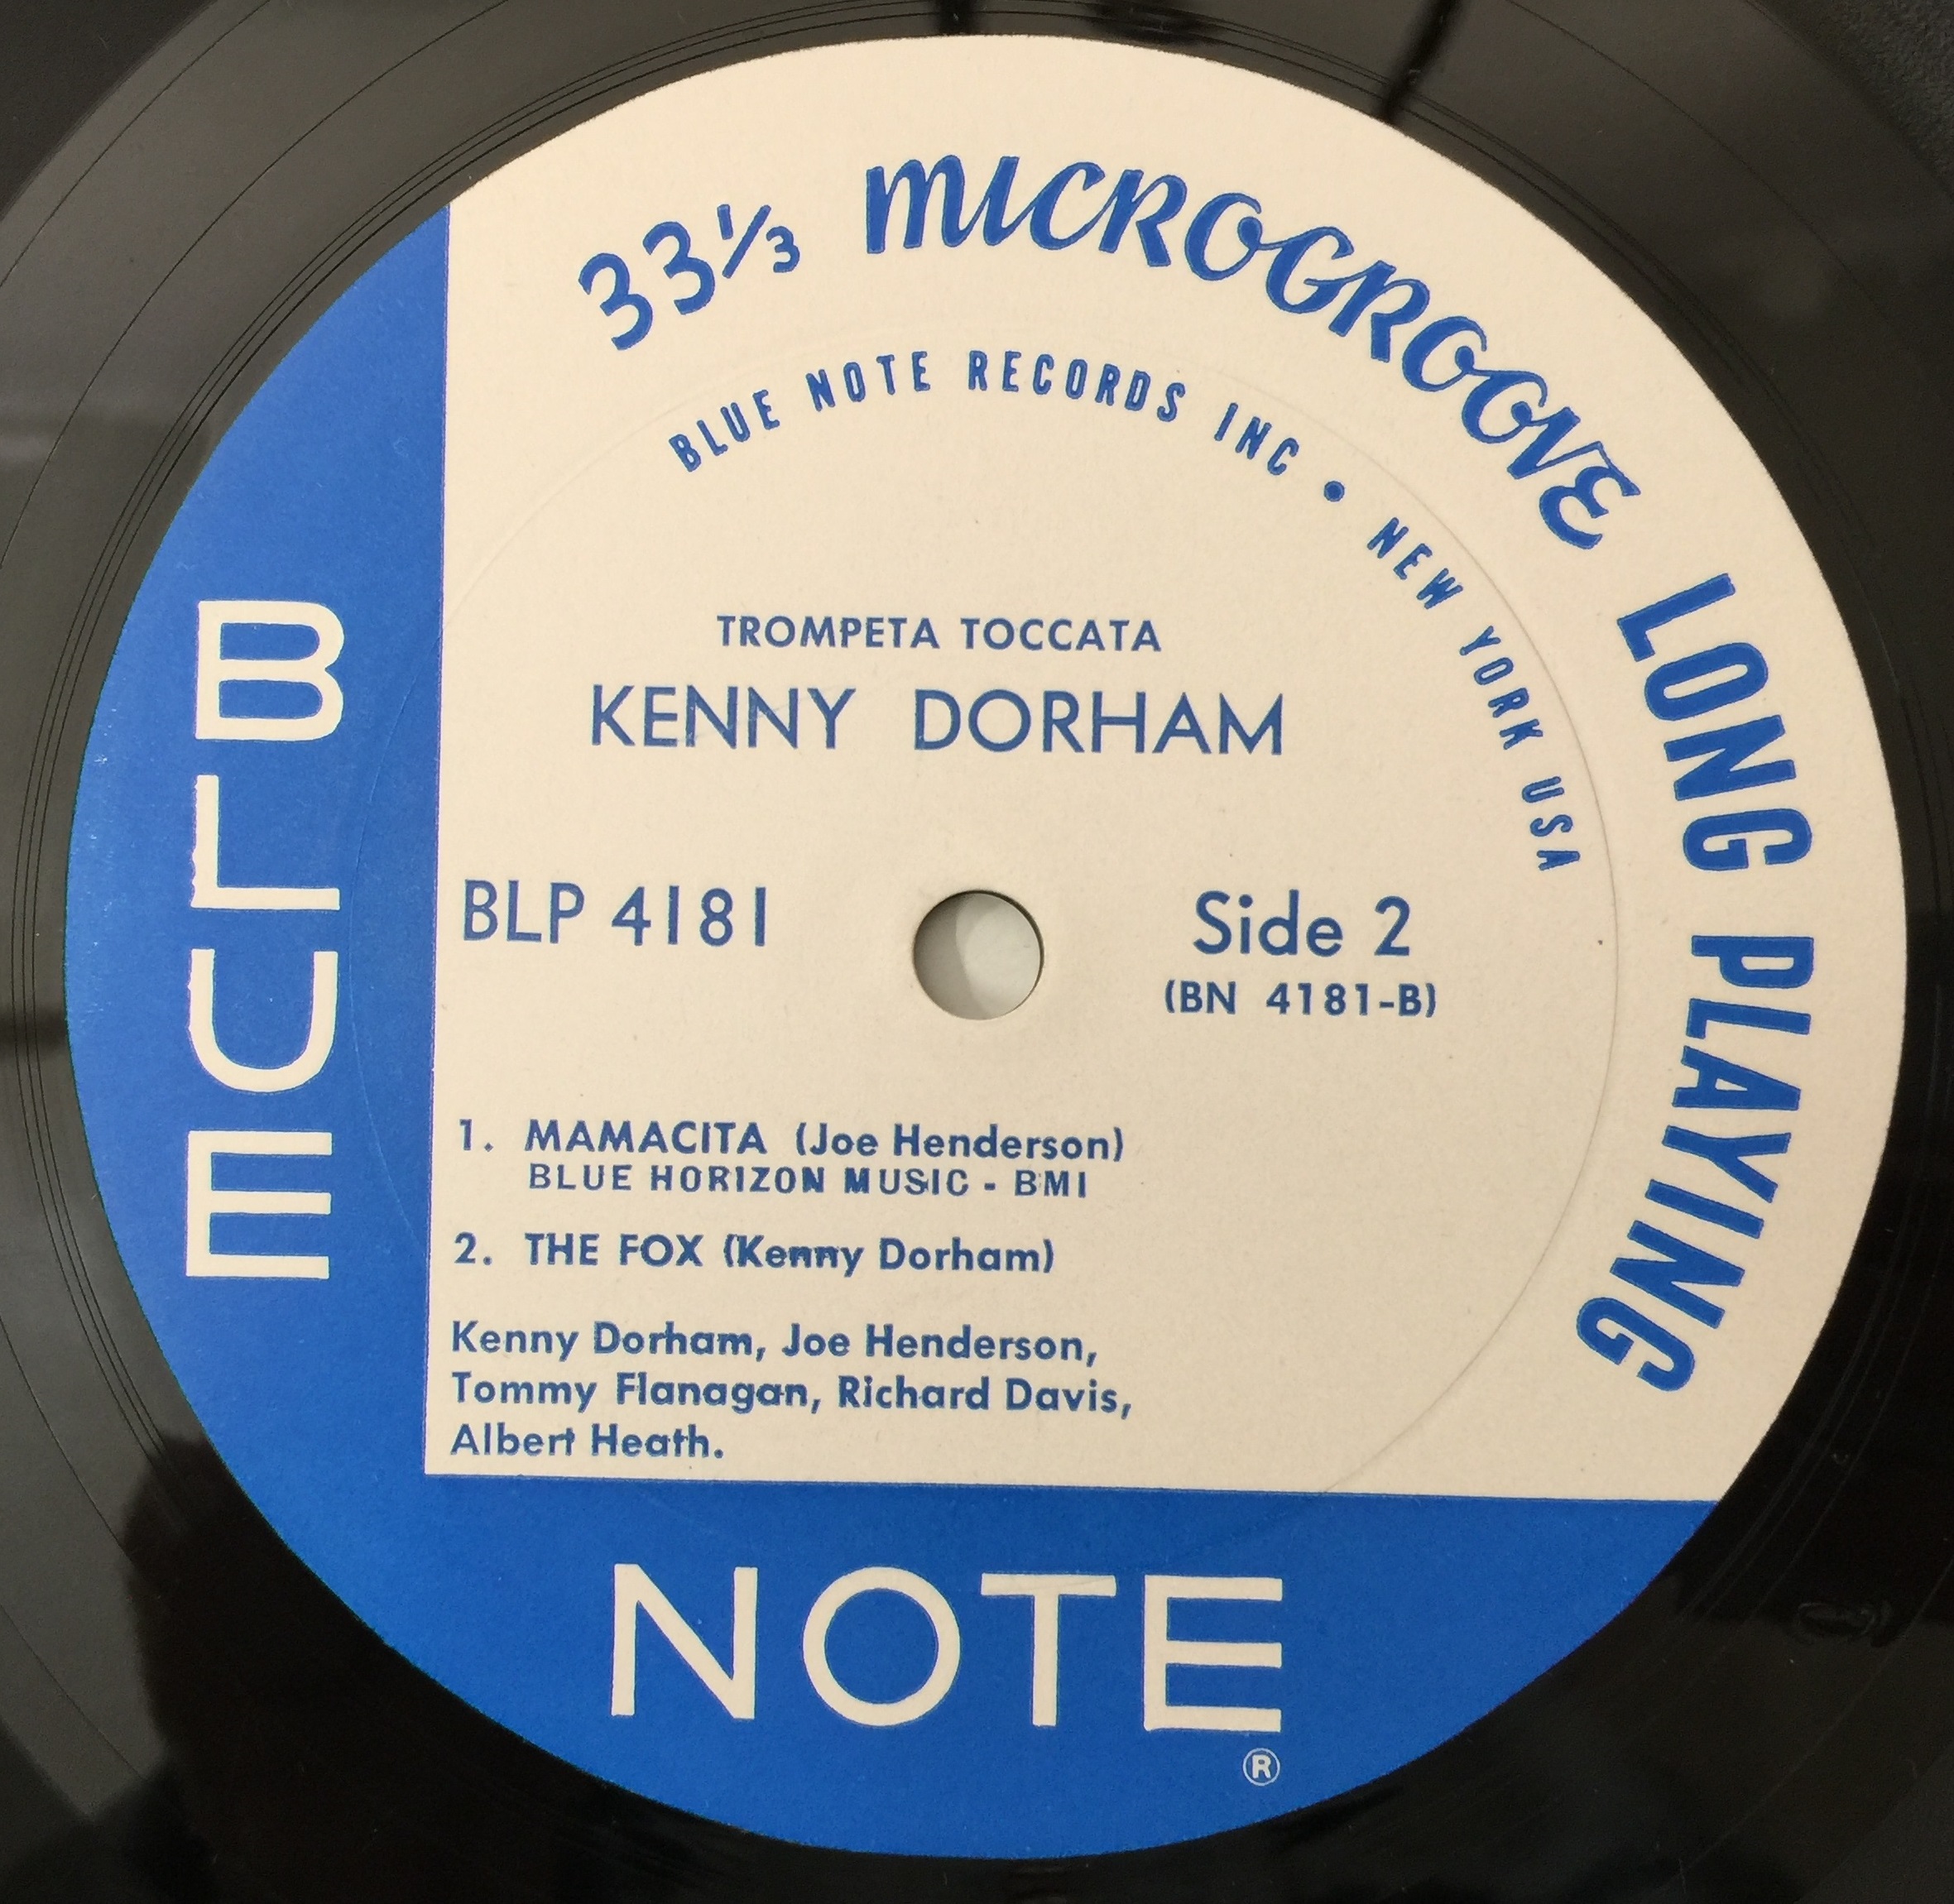 33⅓ MICROGROOVE LONG PLAYING
BLUE NOTE RECORDS INC • NEW YORK USA
TROMPETA TOCCATA
KENNY DORHAM
BLP 4181
Side 2
(BN 4181-B)
1. MAMACITA (Joe Henderson)
BLUE HORIZON MUSIC - BMI
2. THE FOX (Kenny Dorham)
Kenny Dorham, Joe Henderson,
Tommy Flanagan, Richard Davis,
Albert Heath.
BLUE
NOTE
®